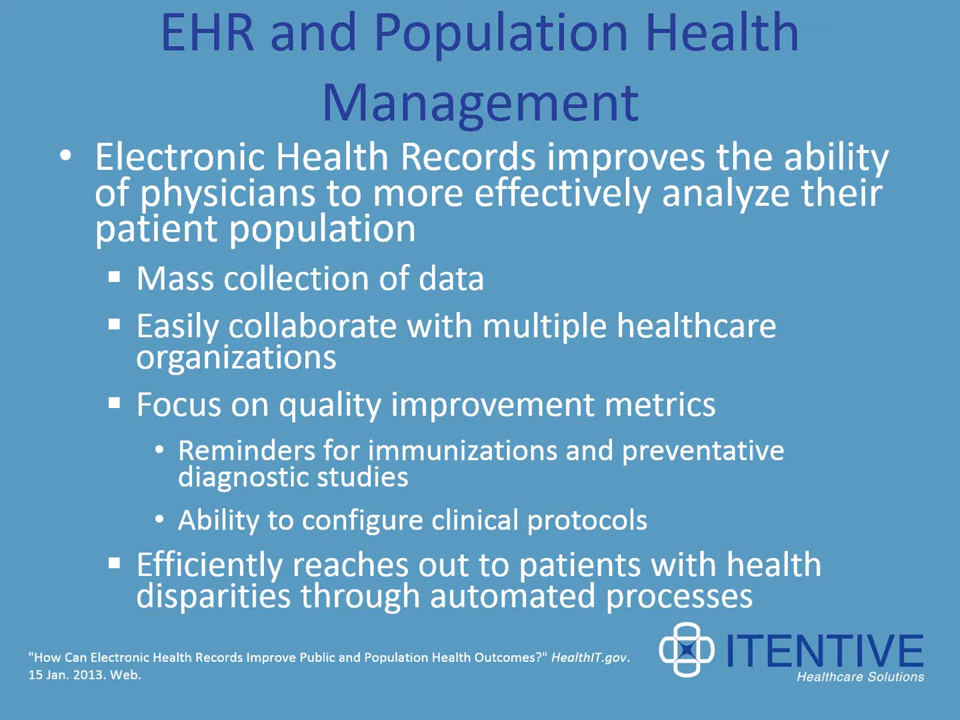 EHR and Population Health
Management
• Electronic Health Records improves the ability
of physicians to more effectively analyze their
patient population
▪ Mass collection of data
▪ Easily collaborate with multiple healthcare
organizations
▪ Focus on quality improvement metrics
• Reminders for immunizations and preventative
diagnostic studies
• Ability to configure clinical protocols
▪ Efficiently reaches out to patients with health
disparities through automated processes
"How Can Electronic Health Records Improve Public and Population Health Outcomes?" HealthIT.gov.
15 Jan. 2013. Web.
ITENTIVE
Healthcare Solutions